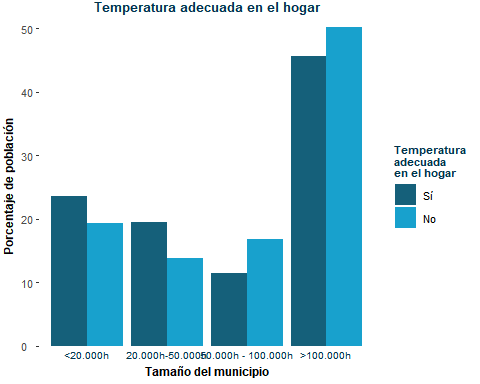 Temperatura adecuada en el hogar
Porcentaje de población
50
40
30
20
10
0
<20.000h
20.000h-50.000h
50.000h - 100.000h
>100.000h
Tamaño del municipio
Temperatura
adecuada
en el hogar
Sí
No